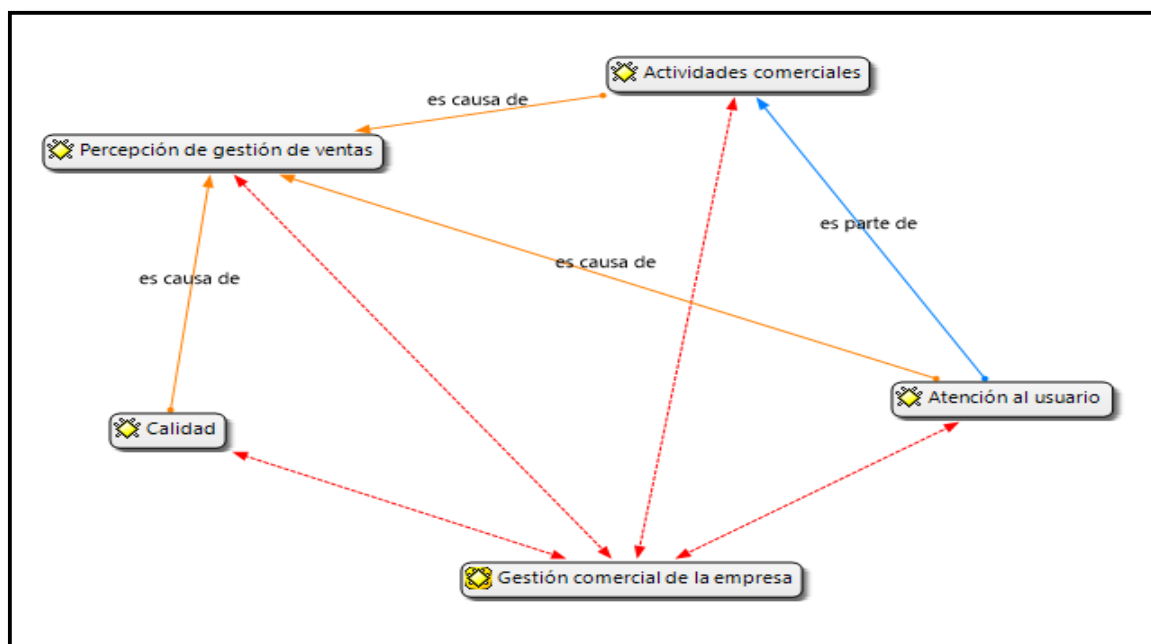 Actividades comerciales
es causa de
Percepción de gestión de ventas
es parte de
es causa de
es causa de
Atención al usuario
Calidad
Gestión comercial de la empresa